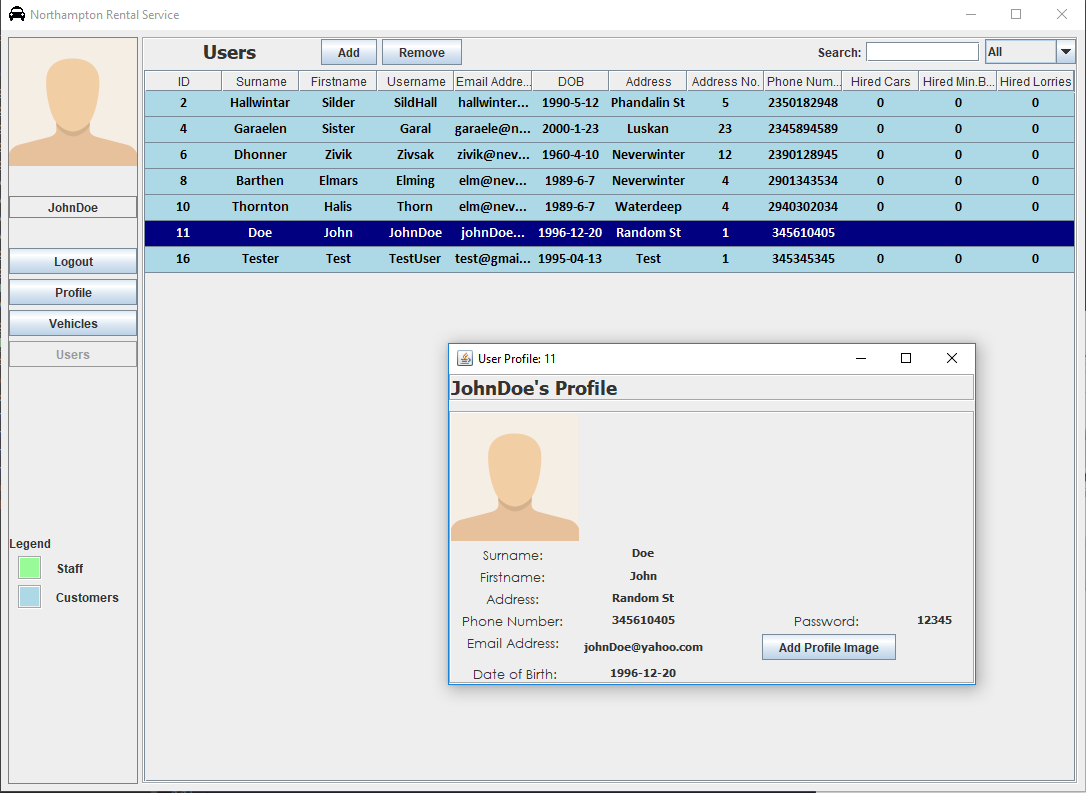 Northampton Rental Service
Users Add Remove Search: All
ID Surname Firstname Username Email Addre... DOB Address Address No. Phone Num... Hired Cars Hired Min.B... Hired Lorries
2 Hallwintar Silder SildHall hallwinter... 1990-5-12 Phandalin St 5 2350182948 0 0 0
4 Garaelen Sister Garal garaele@n... 2000-1-23 Luskan 23 2345894589 0 0 0
6 Dhonner Zivik Zivsak zivik@nev... 1960-4-10 Neverwinter 12 2390128945 0 0 0
8 Barthen Elmars Elming elm@nev... 1989-6-7 Neverwinter 4 2901343534 0 0 0
10 Thornton Halis Thorn elm@nev... 1989-6-7 Waterdeep 4 2940302034 0 0 0
11 Doe John JohnDoe johnDoe... 1996-12-20 Random St 1 345610405
16 Tester Test TestUser test@gmai... 1995-04-13 Test 1 345345345 0 0 0
JohnDoe
Logout
Profile
Vehicles
Users
Legend
Staff
Customers
User Profile: 11
JohnDoe's Profile
Surname: Doe
Firstname: John
Address: Random St
Phone Number: 345610405 Password: 12345
Email Address: johnDoe@yahoo.com Add Profile Image
Date of Birth: 1996-12-20